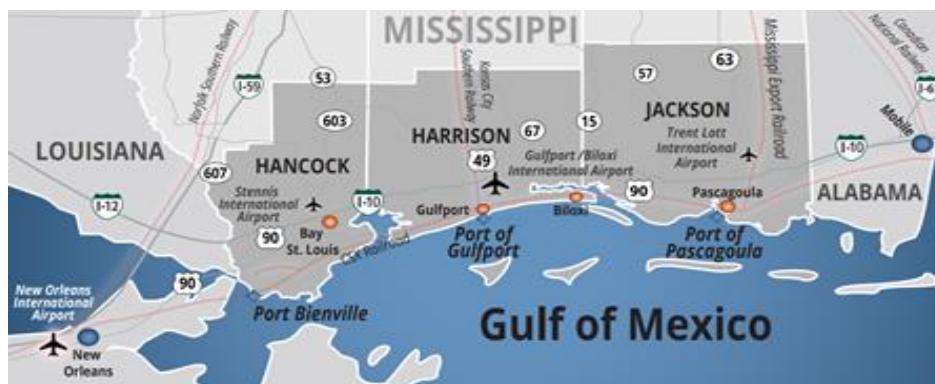 MISSISSIPPI
Norfolk Southern Railway
I-59
53
Kansas City
Southern Railway
57
63
Mississippi Export Railroad
Canadian
National Railway
I-6
Mobile
LOUISIANA
603
HARRISON
67
15
JACKSON
Trent Lott
International
Airport
I-10
HANCOCK
607
49
Gulfport/Biloxi
International Airport
Stennis
International
Airport
I-10
90
Pascagoula
ALABAMA
I-12
Gulfport
Biloxi
90
Bay
St. Louis
CSX Railroad
Port of
Gulfport
Port of
Pascagoula
90
New Orleans
International
Airport
Port Bienville
Gulf of Mexico
New
Orleans